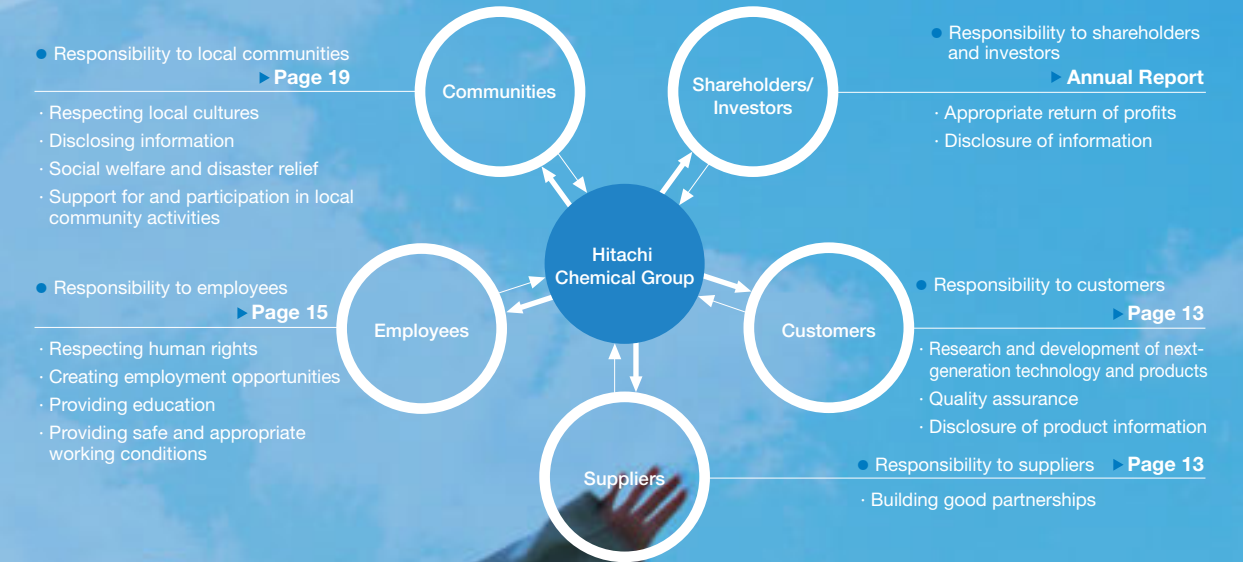 ● Responsibility to local communities
▶ Page 19
· Respecting local cultures
· Disclosing information
· Social welfare and disaster relief
· Support for and participation in local
community activities
Communities
Shareholders/
Investors
● Responsibility to shareholders
and investors
▶ Annual Report
· Appropriate return of profits
· Disclosure of information
Hitachi
Chemical Group
● Responsibility to employees
▶ Page 15
· Respecting human rights
· Creating employment opportunities
· Providing education
· Providing safe and appropriate
working conditions
Employees
Customers
● Responsibility to customers
▶ Page 13
· Research and development of next-
generation technology and products
· Quality assurance
· Disclosure of product information
Suppliers
● Responsibility to suppliers ▶ Page 13
· Building good partnerships